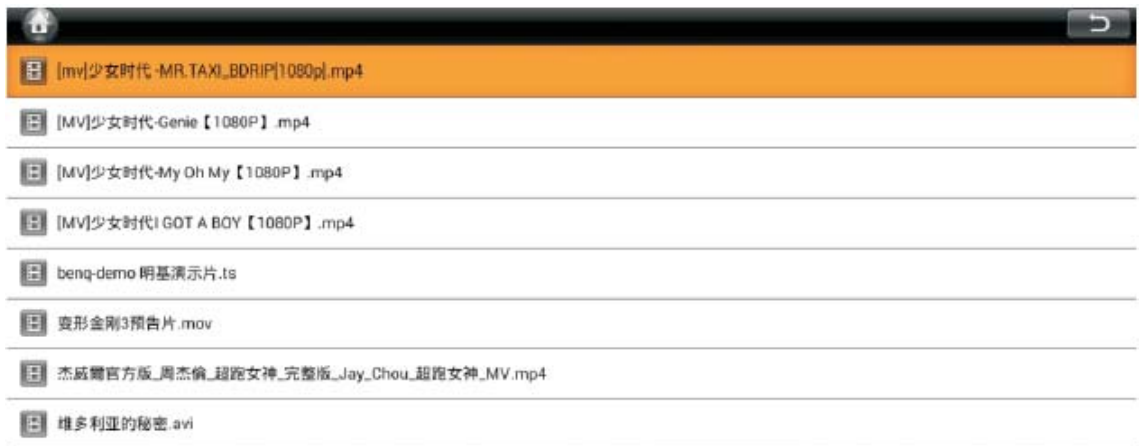 [mv]少女时代 -MR.TAXI_BDRIP[1080p].mp4
[MV]少女时代-Genie【1080P】.mp4
[MV]少女时代-My Oh My【1080P】.mp4
[MV]少女时代I GOT A BOY【1080P】.mp4
benq-demo 明基演示片.ts
变形金刚3预告片.mov
杰威爾官方版_周杰倫_超跑女神_完整版_Jay_Chou_超跑女神_MV.mp4
维多利亚的秘密.avi